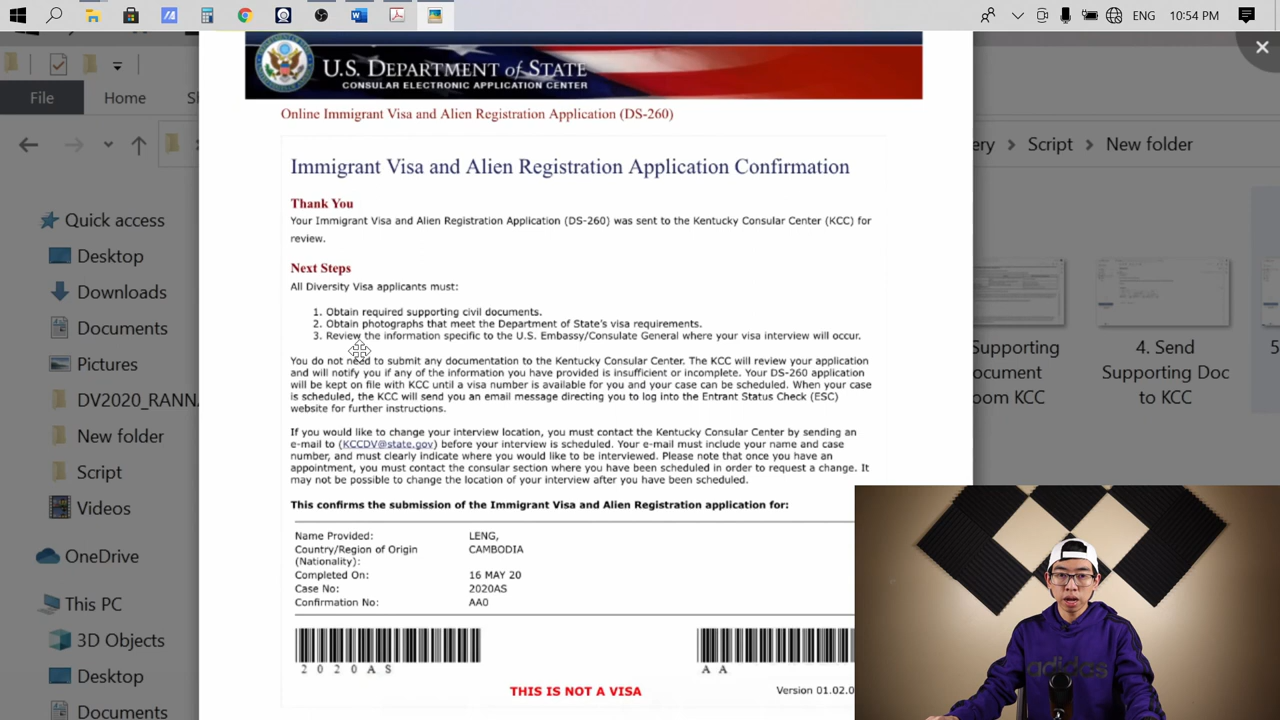 ENG
10:54 PM
File
Home
U.S. DEPARTMENT of STATE
CONSULAR ELECTRONIC APPLICATION CENTER
Online Immigrant Visa and Alien Registration Application (DS-260)
Script
New folder
Immigrant Visa and Alien Registration Application Confirmation
Thank You
Your Immigrant Visa and Alien Registration Application (DS-260) was sent to the Kentucky Consular Center (KCC) for
review.
Next Steps
All Diversity Visa applicants must:
1. Obtain required supporting civil documents.
2. Obtain photographs that meet the Department of State's visa requirements.
3. Review the information specific to the U.S. Embassy/Consulate General where your visa interview will occur.
You do not need to submit any documentation to the Kentucky Consular Center. The KCC will review your application
and will notify you if any of the information you have provided is insufficient or incomplete. Your DS-260 application
will be kept on file with KCC until a visa number is available for you and your case can be scheduled. When your case
is scheduled, the KCC will send you an email message directing you to log into the Entrant Status Check (ESC)
website for further instructions.
If you would like to change your interview location, you must contact the Kentucky Consular Center by sending an
e-mail to (KCCDV@state.gov) before your interview is scheduled. Your e-mail must include your name and case
number, and must clearly indicate where you would like to be interviewed. Please note that once you have an
appointment, you must contact the consular section where you have been scheduled in order to request a change. It
may not be possible to change the location of your interview after you have been scheduled.
This confirms the submission of the Immigrant Visa and Alien Registration application for:
Name Provided: LENG,
Country/Region of Origin CAMBODIA
(Nationality):
Completed On: 16 MAY 20
Case No: 2020AS
Confirmation No: AA0
2020AS
AA
THIS IS NOT A VISA
Version 01.02.0
Quick access
Desktop
Downloads
Documents
Pictures
DV2020_RANNA
New folder
Script
Videos
OneDrive
This PC
3D Objects
Desktop
Documents
Supporting
ocument
om KCC
4. Send
Supporting Doc
to KCC
5
adidas